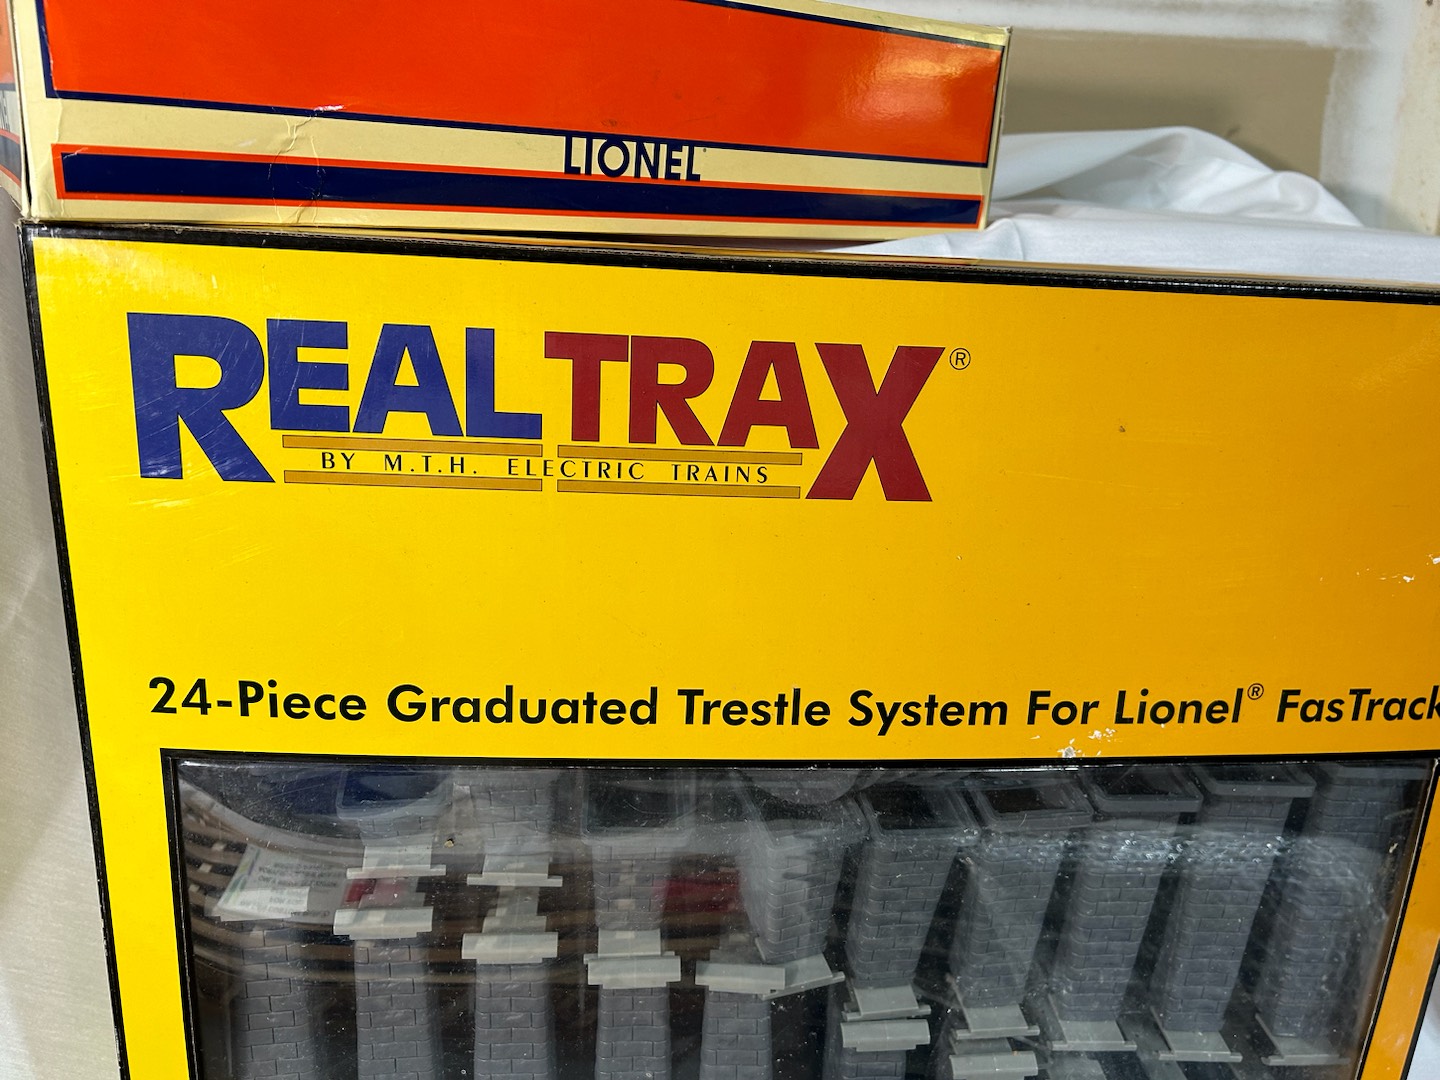 LIONEL
REALTRAX®
BY M.T.H. ELECTRIC TRAINS
24-Piece Graduated Trestle System For Lionel® FasTrack